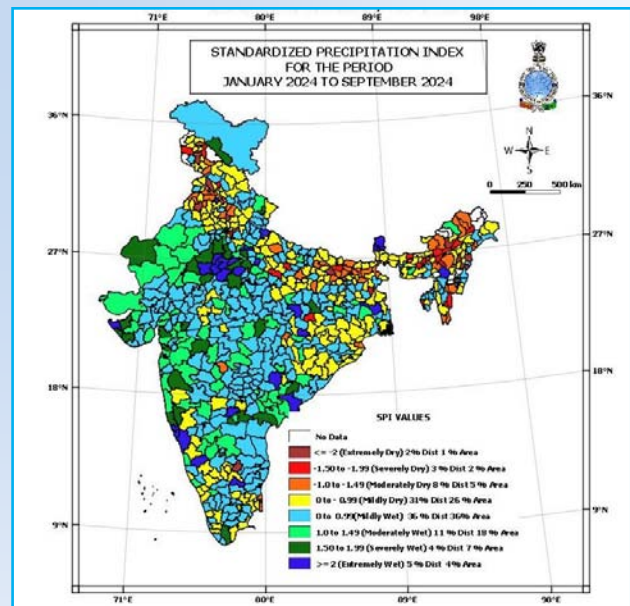 71°E 80°E 89°E 98°E
STANDARDIZED PRECIPITATION INDEX
FOR THE PERIOD
JANUARY 2024 TO SEPTEMBER 2024
36°N 36°N
N
W E
S
0 250 500 km
27°N 27°N
18°N 18°N
SPI VALUES
No Data
<= -2 (Extremely Dry) 2% Dist 1 % Area
-1.50 to -1.99 (Severely Dry) 3 % Dist 2 % Area
-1.0 to -1.49 (Moderately Dry 8 % Dist 5 % Area
0 to - 0.99 (Mildly Dry) 31% Dist 26 % Area
0 to 0.99(Mildly Wet) 36 % Dist 36% Area
1.0 to 1.49 (Moderately Wet) 11 % Dist 18 % Area
1.50 to 1.99 (Severely Wet) 4 % Dist 7 % Area
>= 2 (Extremely Wet) 5 % Dist 4% Area
9°N 9°N
71°E 80°E 89°E 90°E